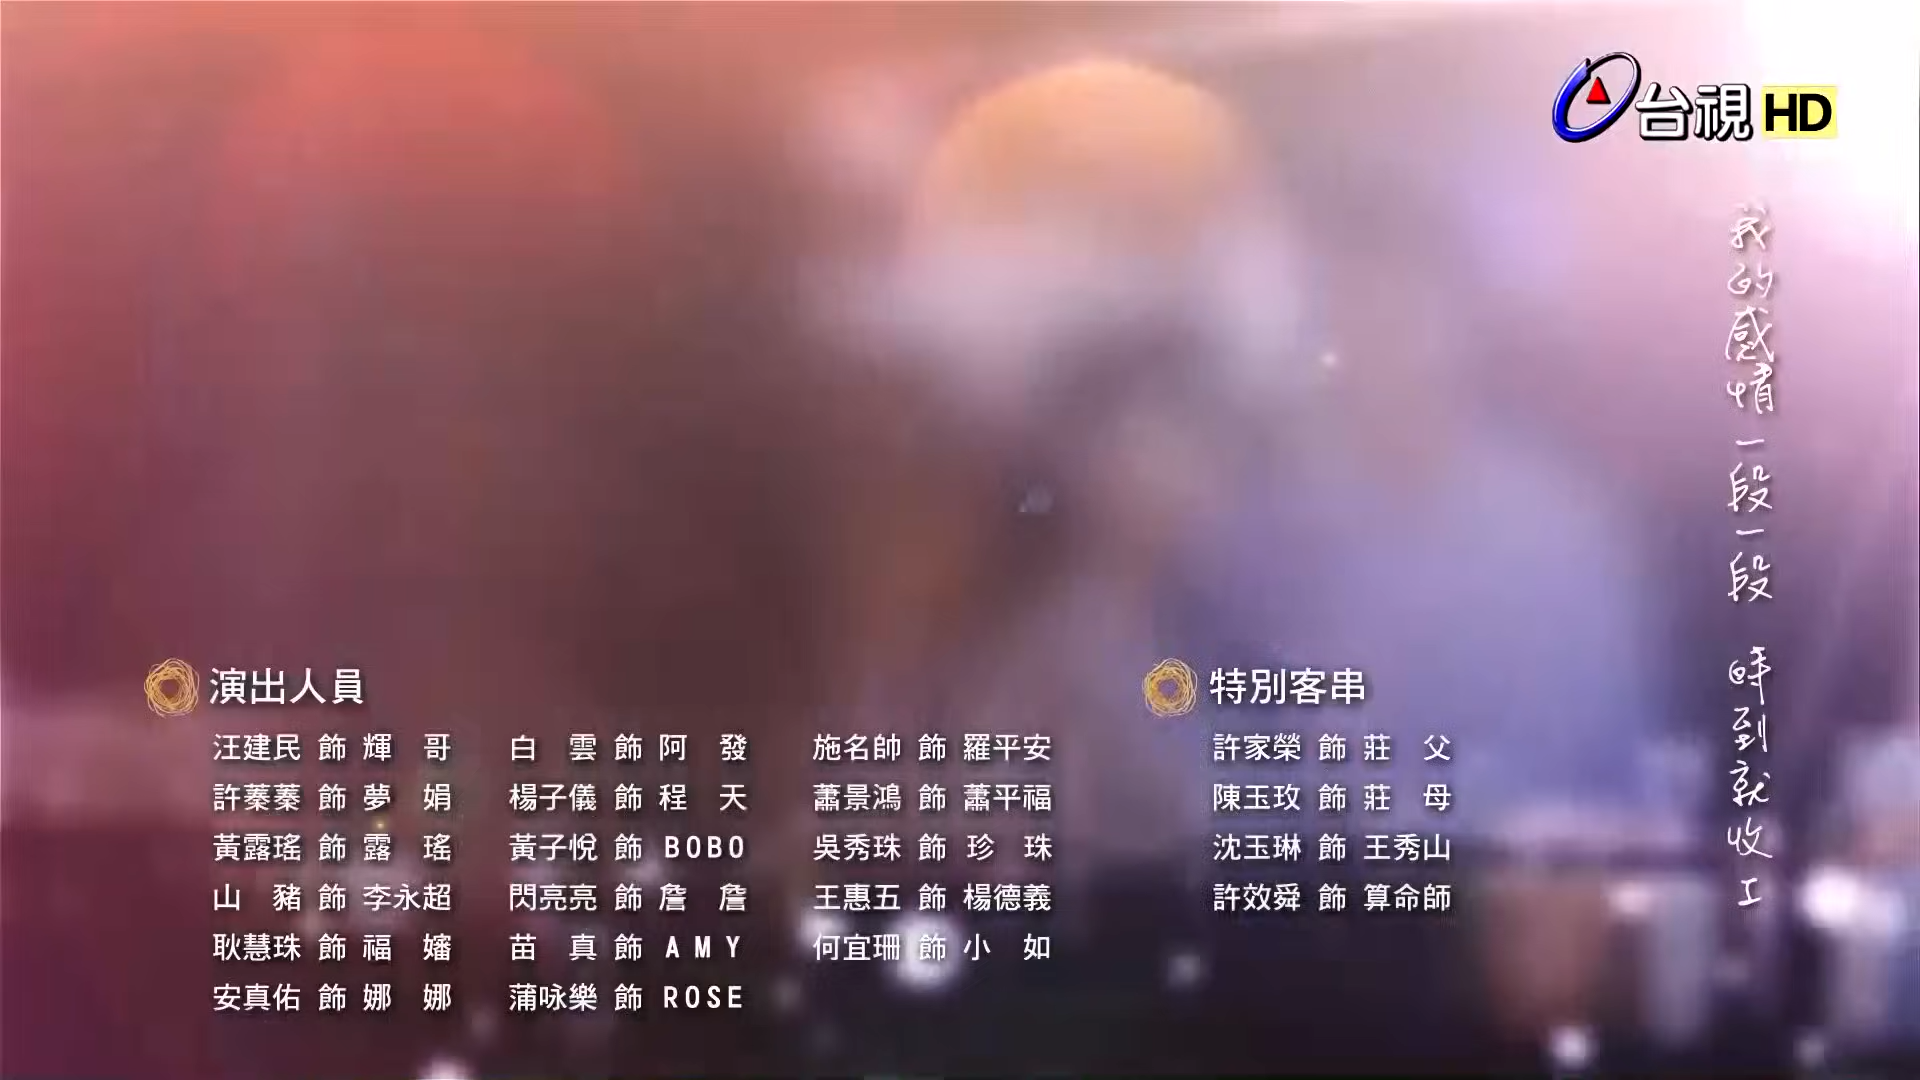 台視HD
我的感情一段一段 時到就收工
演出人員
汪建民 飾 輝 哥
許蓁蓁 飾 夢 娟
黃露瑤 飾 露 瑤
山 豬 飾 李永超
耿慧珠 飾 福 嬸
安真佑 飾 娜 娜
白 雲 飾 阿 發
楊子儀 飾 程 天
黃子悅 飾 BOBO
閃亮亮 飾 詹 詹
苗 真 飾 AMY
蒲咏樂 飾 ROSE
施名帥 飾 羅平安
蕭景鴻 飾 蕭平福
吳秀珠 飾 珍 珠
王惠五 飾 楊德義
何宜珊 飾 小 如
特別客串
許家榮 飾 莊 父
陳玉玫 飾 莊 母
沈玉琳 飾 王秀山
許效舜 飾 算命師